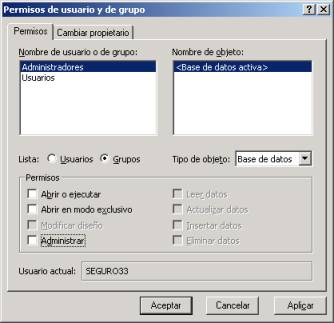 Permisos de usuario y de grupo
Permisos
Cambiar propietario
Nombre de usuario o de grupo:
Nombre de objeto:
Administradores
Usuarios
<Base de datos activa>
Lista: Usuarios Grupos
Tipo de objeto: Base de datos
Permisos
Abrir o ejecutar
Leer datos
Abrir en modo exclusivo
Actualizar datos
Modificar diseño
Insertar datos
Administrar
Eliminar datos
Usuario actual: SEGURO33
Aceptar
Cancelar
Aplicar